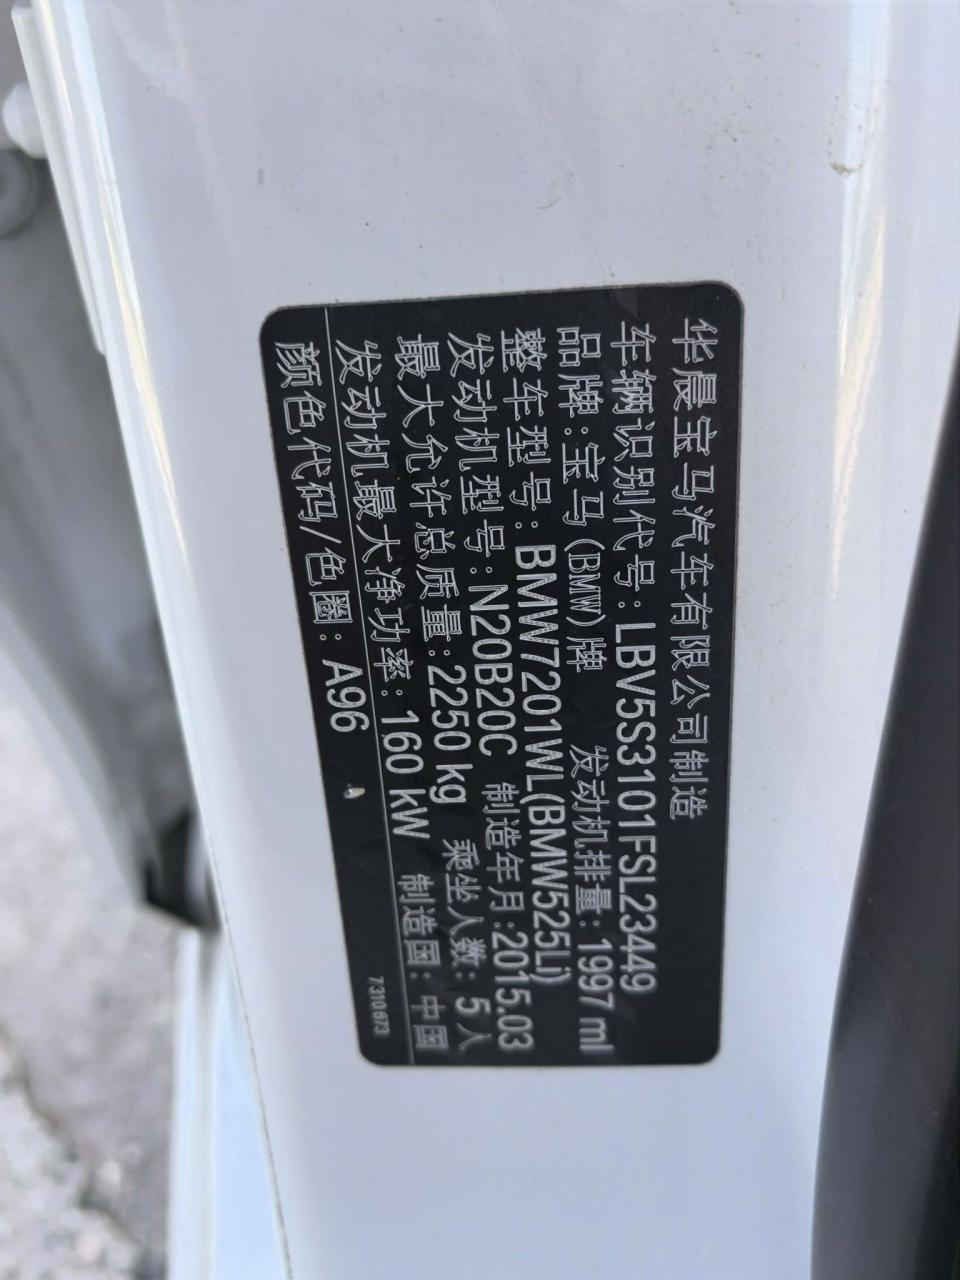 华晨宝马汽车有限公司制造
车辆识别代号:LBV5S3101FSL23449
品牌:宝马(BMW)牌 发动机排量:1997 ml
整车型号:BMW7201WL(BMW525Li)
发动机型号:N20B20C 制造年月:2015.03
最大允许总质量:2250 kg 乘坐人数:5人
发动机最大净功率:160 kW 制造国:中国
颜色代码/色圈:A96
7310673